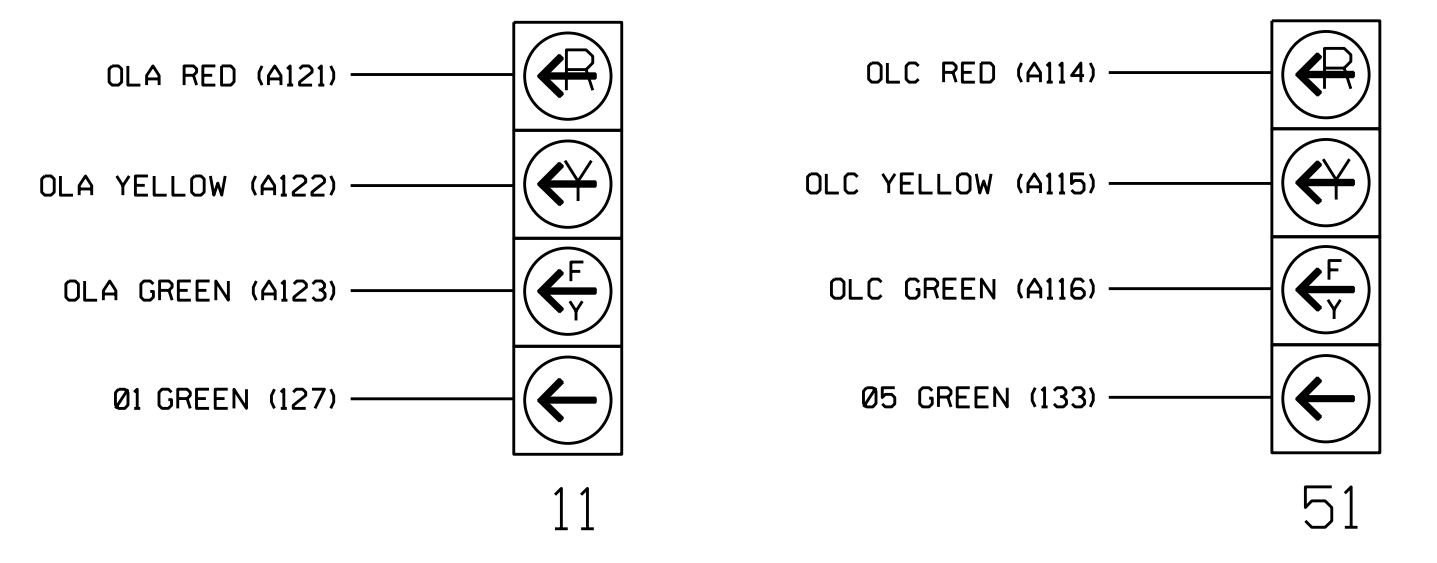 OLA RED (A121)
R
OLA YELLOW (A122)
Y
OLA GREEN (A123)
F
Y
Ø1 GREEN (127)
11
OLC RED (A114)
R
OLC YELLOW (A115)
Y
OLC GREEN (A116)
F
Y
Ø5 GREEN (133)
51